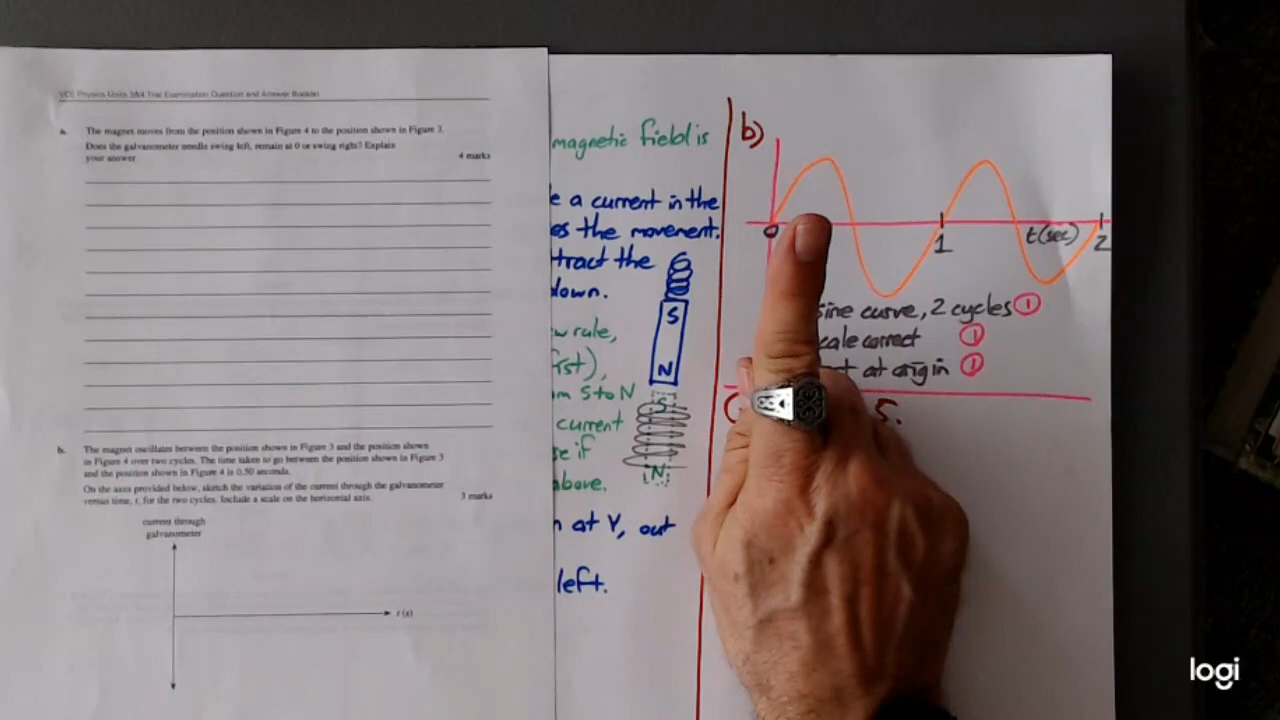 VCE Physics Units 3&4 Trial Examination Question and Answer Booklet
a. The magnet moves from the position shown in Figure 4 to the position shown in Figure 3.
Does the galvanometer needle swing left, remain at 0 or swing right? Explain
your answer.
4 marks
b. The magnet oscillates between the position shown in Figure 3 and the position shown
in Figure 4 over two cycles. The time taken to go between the position shown in Figure 3
and the position shown in Figure 4 is 0.50 seconds.
On the axes provided below, sketch the variation of the current through the galvanometer
versus time, t, for the two cycles. Include a scale on the horizontal axis.
3 marks
current through
galvanometer
t (s)
magnetic field is
e a current in the
es the movement.
tract the
down.
w rule,
irst),
om S to N
current
se if
above.
n at Y, out
left.
S
N
S
N
b)
0
1
t(sec)
2
sine curve, 2 cycles 1
cale correct 1
at origin 1
S.
logi